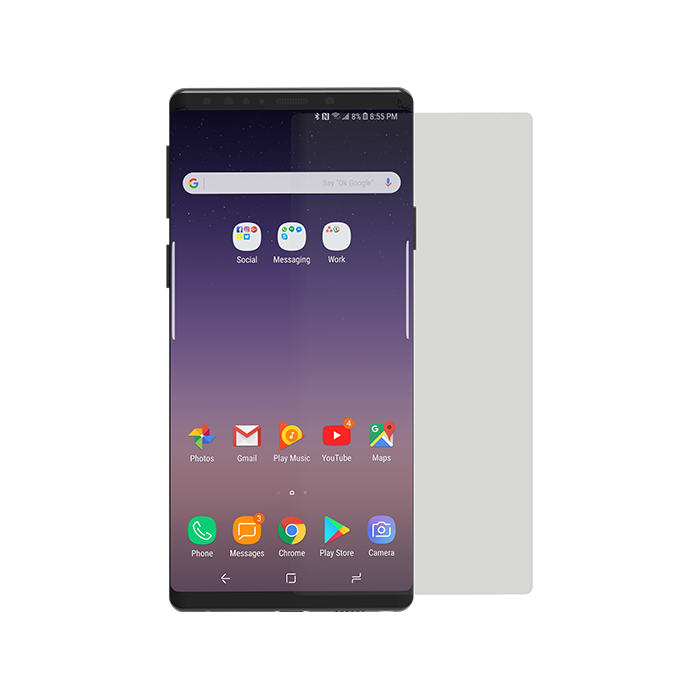 8% 8:55 PM
G Say "Ok Google"
Social Messaging Work
4
Photos Gmail Play Music YouTube Maps
3
Phone Messages Chrome Play Store Camera